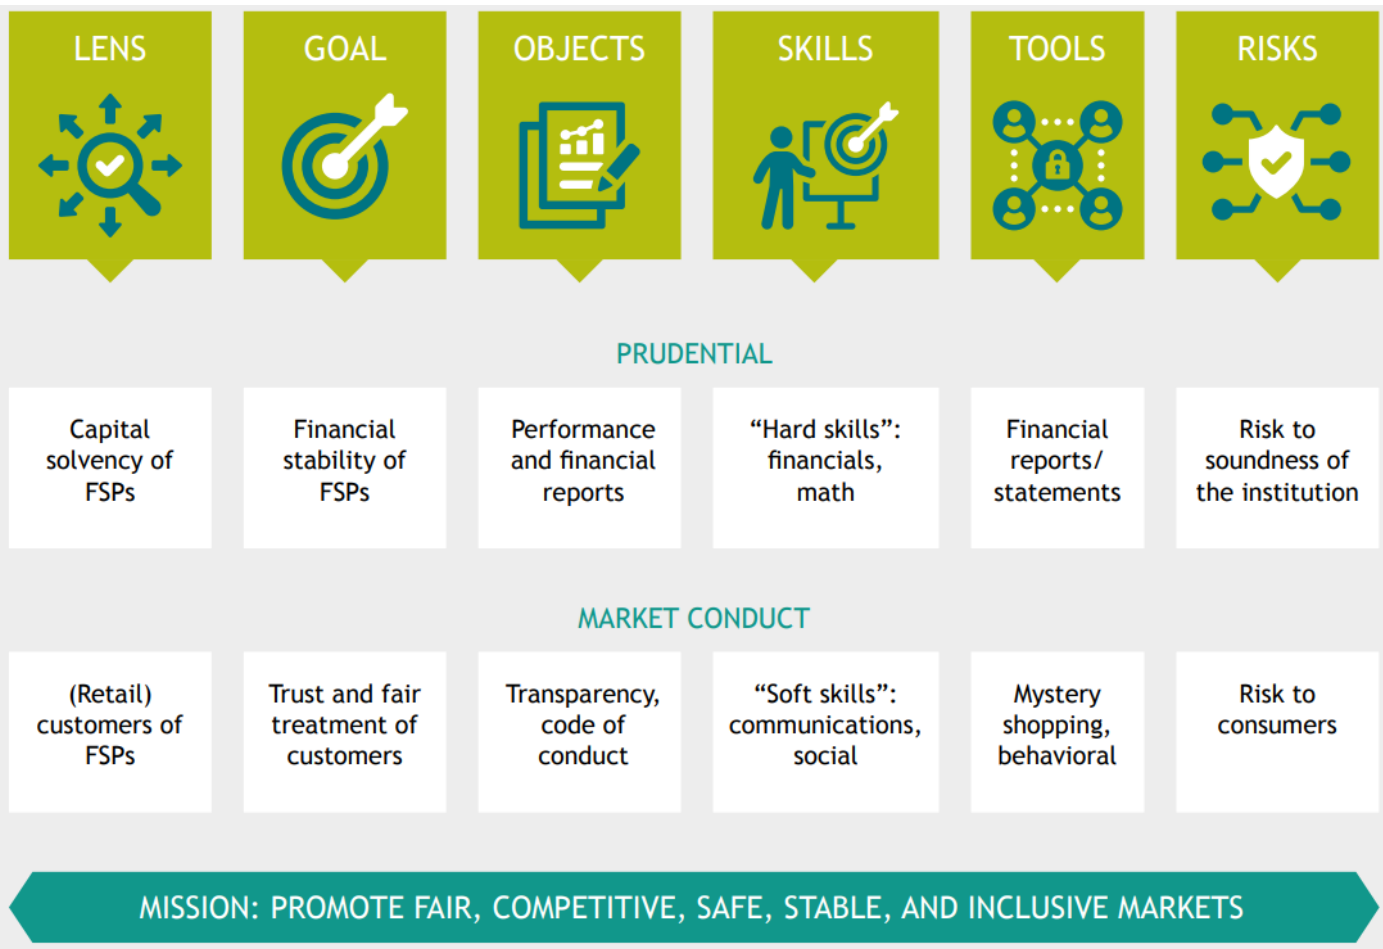 LENS
GOAL
OBJECTS
SKILLS
TOOLS
RISKS
PRUDENTIAL
Capital
solvency of
FSPs
Financial
stability of
FSPs
Performance
and financial
reports
“Hard skills”:
financials,
math
Financial
reports/
statements
Risk to
soundness of
the institution
MARKET CONDUCT
(Retail)
customers of
FSPs
Trust and fair
treatment of
customers
Transparency,
code of
conduct
“Soft skills”:
communications,
social
Mystery
shopping,
behavioral
Risk to
consumers
MISSION: PROMOTE FAIR, COMPETITIVE, SAFE, STABLE, AND INCLUSIVE MARKETS